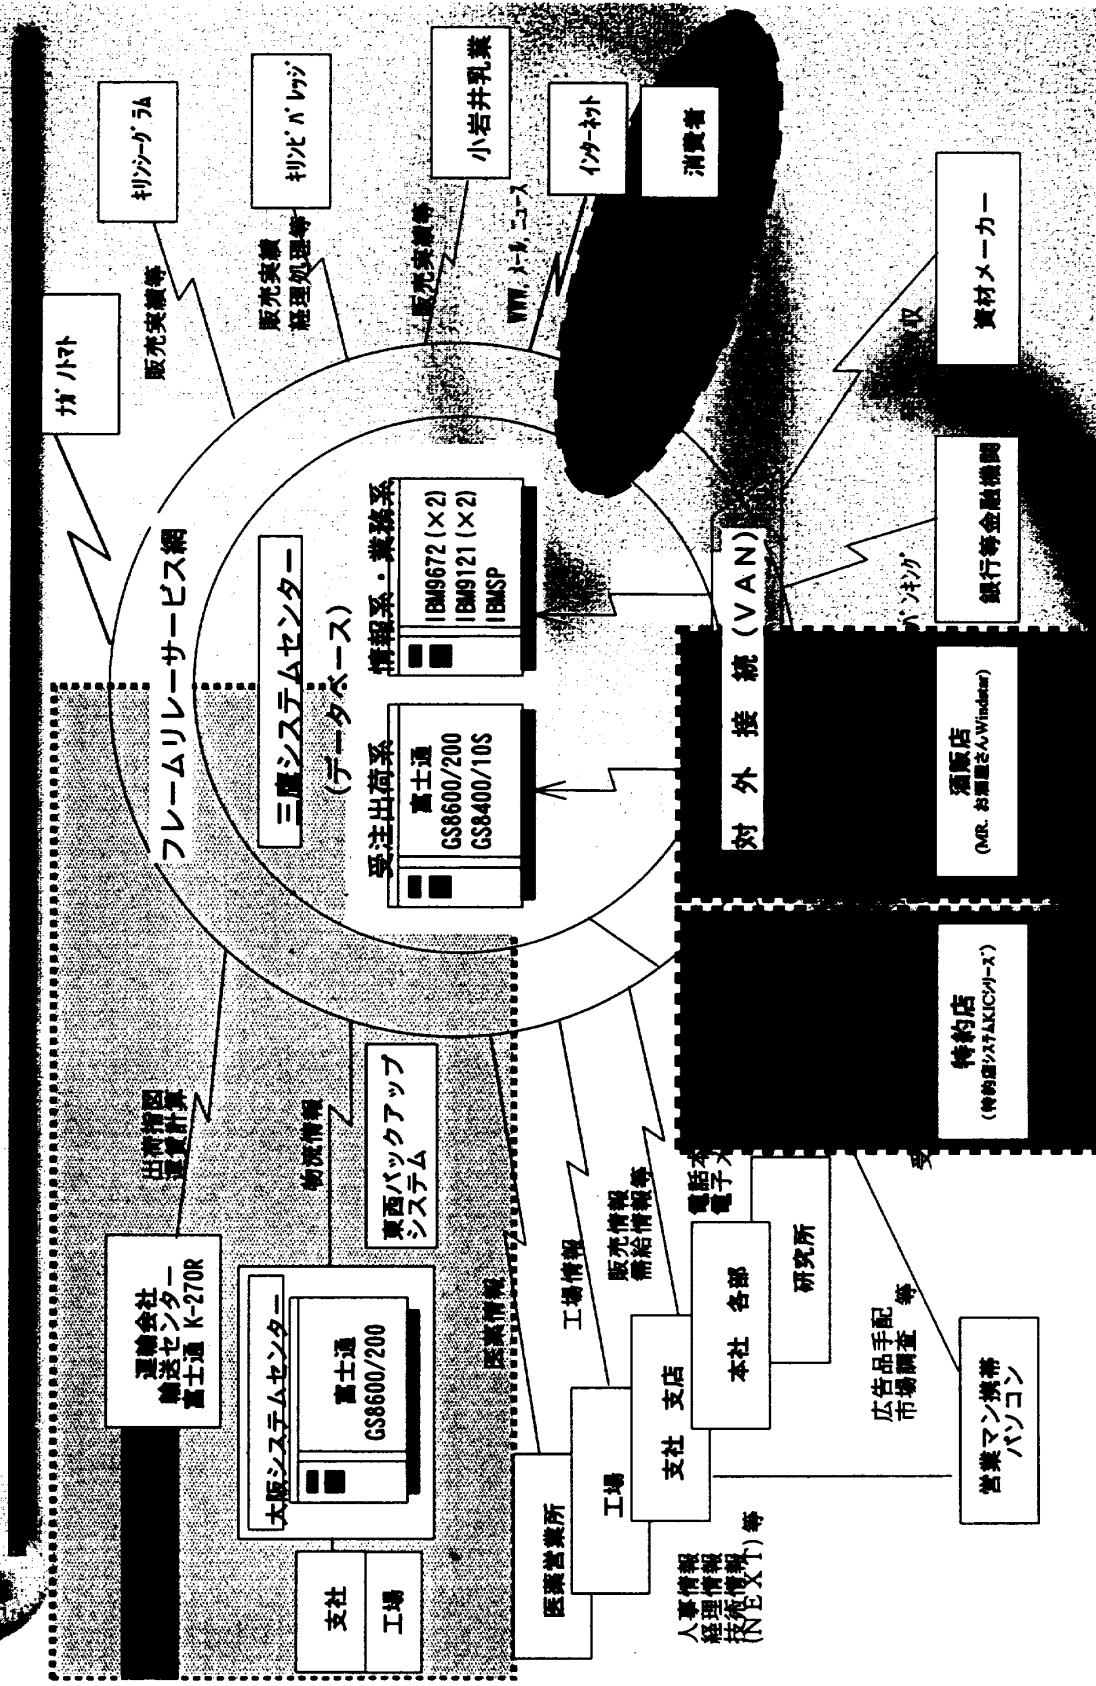 ナガノトマト
キリンシーグラム
キリンビバレッジ
小岩井乳業
インターネット
消費者
販売実績等
販売実績
経理処理等
販売実績等
WWW, メール, ニュース
フレームリレーサービス網
三鷹システムセンター
(データベース)
受注出荷系
富士通
GS8600/200
GS8400/10S
情報系・業務系
IBM9672(×2)
IBM9121(×2)
IBMSP
対外接続(VAN)
出荷指図
運賃計算
運輸会社
輸送センター
富士通 K-270R
物流情報
東西バックアップ
システム
大阪システムセンター
富士通
GS8600/200
支社
工場
医薬情報
工場情報
販売情報
需給情報等
電話本
電子メ
医薬営業所
工場
支社 支店
本社 各部
研究所
人事情報
経理情報
技術情報
(NEXT)等
広告品手配
市場調査 等
営業マン携帯
パソコン
受
特約店
(特約店システムKICシリーズ)
酒販店
(MR. お酒屋さん,Windster)
銀行等金融機関
資材メーカー
収